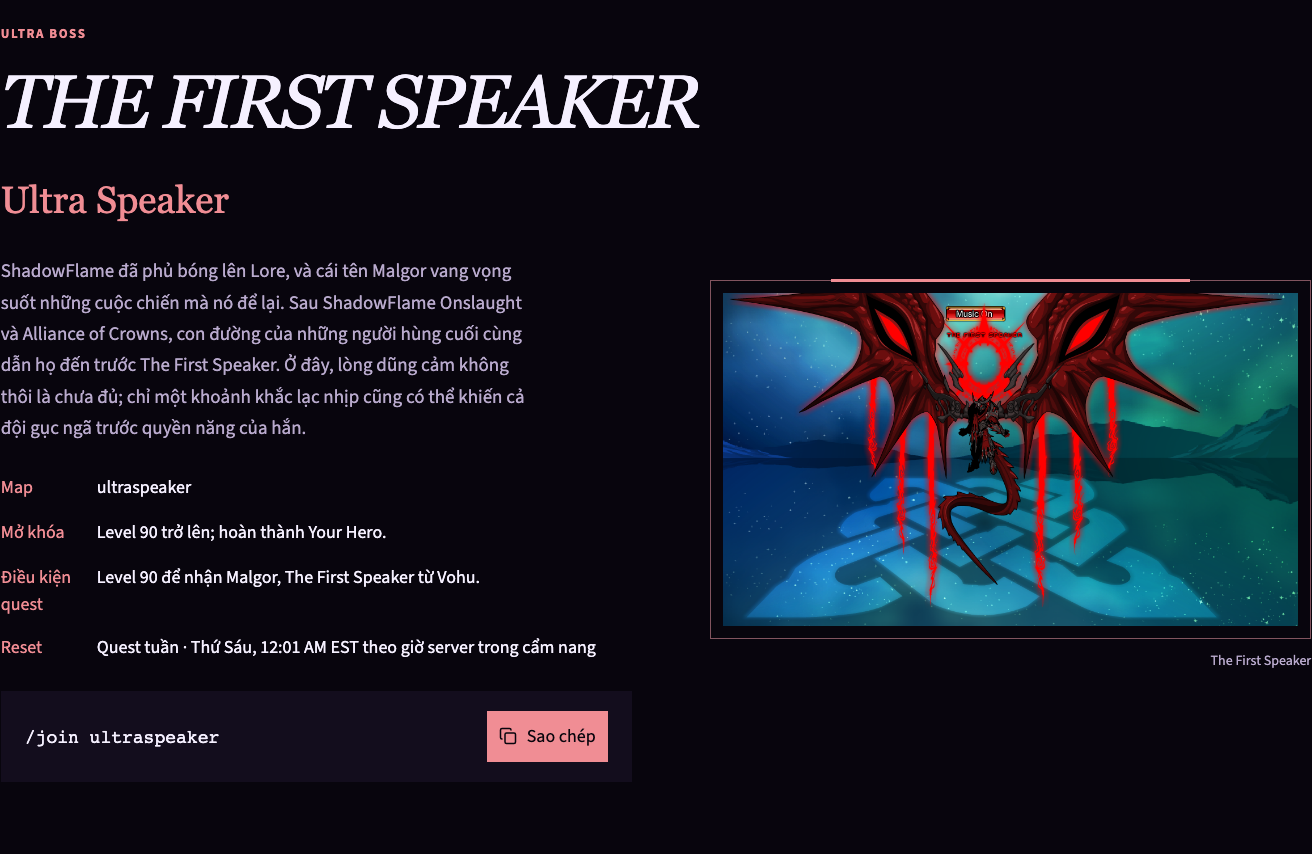 ULTRA BOSS
THE FIRST SPEAKER
Ultra Speaker
ShadowFlame đã phủ bóng lên Lore, và cái tên Malgor vang vọng
suốt những cuộc chiến mà nó để lại. Sau ShadowFlame Onslaught
và Alliance of Crowns, con đường của những người hùng cuối cùng
dẫn họ đến trước The First Speaker. Ở đây, lòng dũng cảm không
thôi là chưa đủ; chỉ một khoảnh khắc lạc nhịp cũng có thể khiến cả
đội gục ngã trước quyền năng của hắn.
Map ultraspeaker
Mở khóa Level 90 trở lên; hoàn thành Your Hero.
Điều kiện Level 90 để nhận Malgor, The First Speaker từ Vohu.
quest
Reset Quest tuần · Thứ Sáu, 12:01 AM EST theo giờ server trong cẩm nang
/join ultraspeaker Sao chép
Music On
THE FIRST SPEAKER
The First Speaker